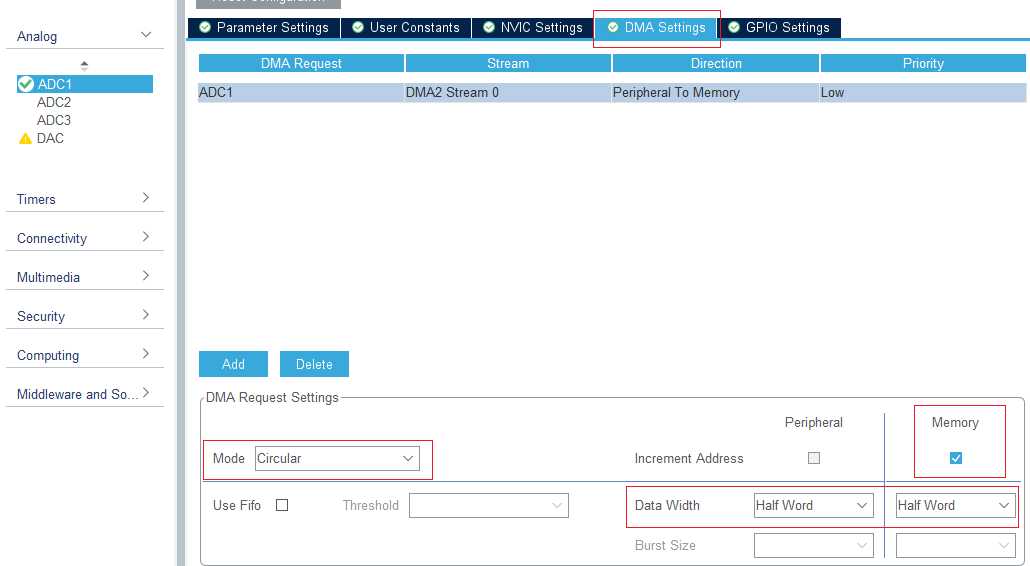 Analog
ADC1
ADC2
ADC3
DAC
Timers
Connectivity
Multimedia
Security
Computing
Middleware and So...
Parameter Settings User Constants NVIC Settings DMA Settings GPIO Settings
DMA Request Stream Direction Priority
ADC1 DMA2 Stream 0 Peripheral To Memory Low
Add Delete
DMA Request Settings
Peripheral Memory
Mode Circular Increment Address
Use Fifo Threshold Data Width Half Word Half Word
Burst Size